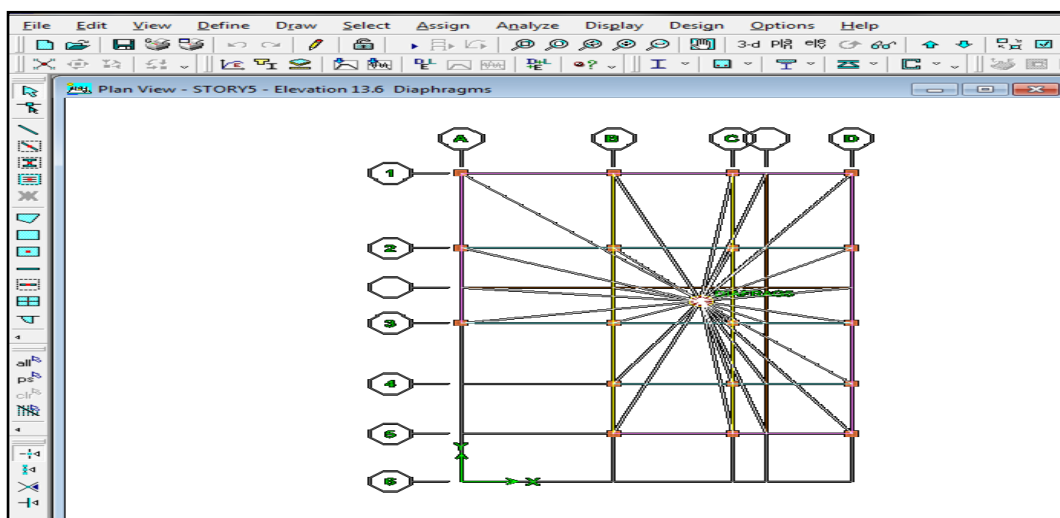 File Edit View Define Draw Select Assign Analyze Display Design Options Help
3-d
Plan View - STORY5 - Elevation 13.6 Diaphragms
A B C D
1
2
3
4
5
all
ps
clr
6
Y
X